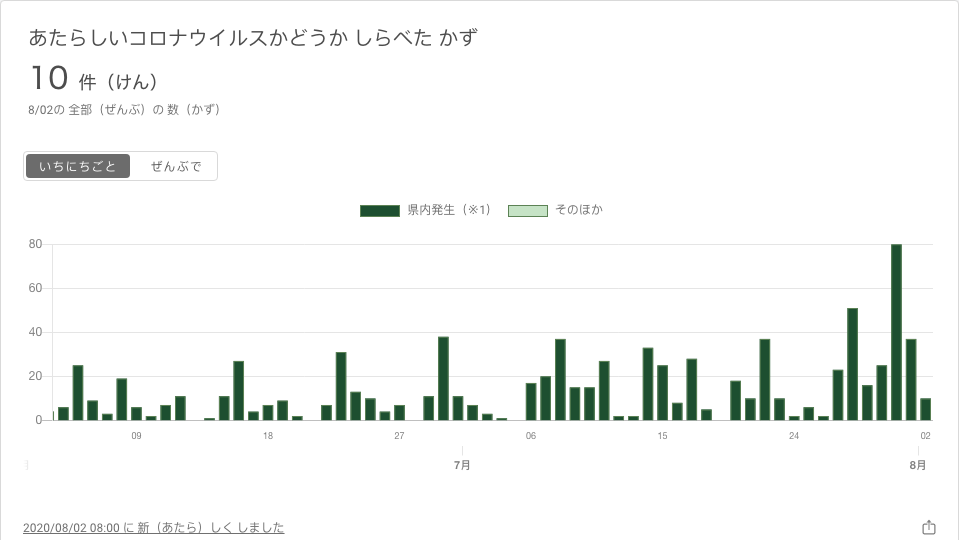 あたらしいコロナウイルスかどうか しらべた かず
10 件（けん）
8/02の 全部（ぜんぶ）の 数（かず）
いちにちごと ぜんぶで
県内発生（※1） そのほか
80
60
40
20
0
09 18 27 06 15 24 02
7月 8月
2020/08/02 08:00 に 新（あたら）しく しました